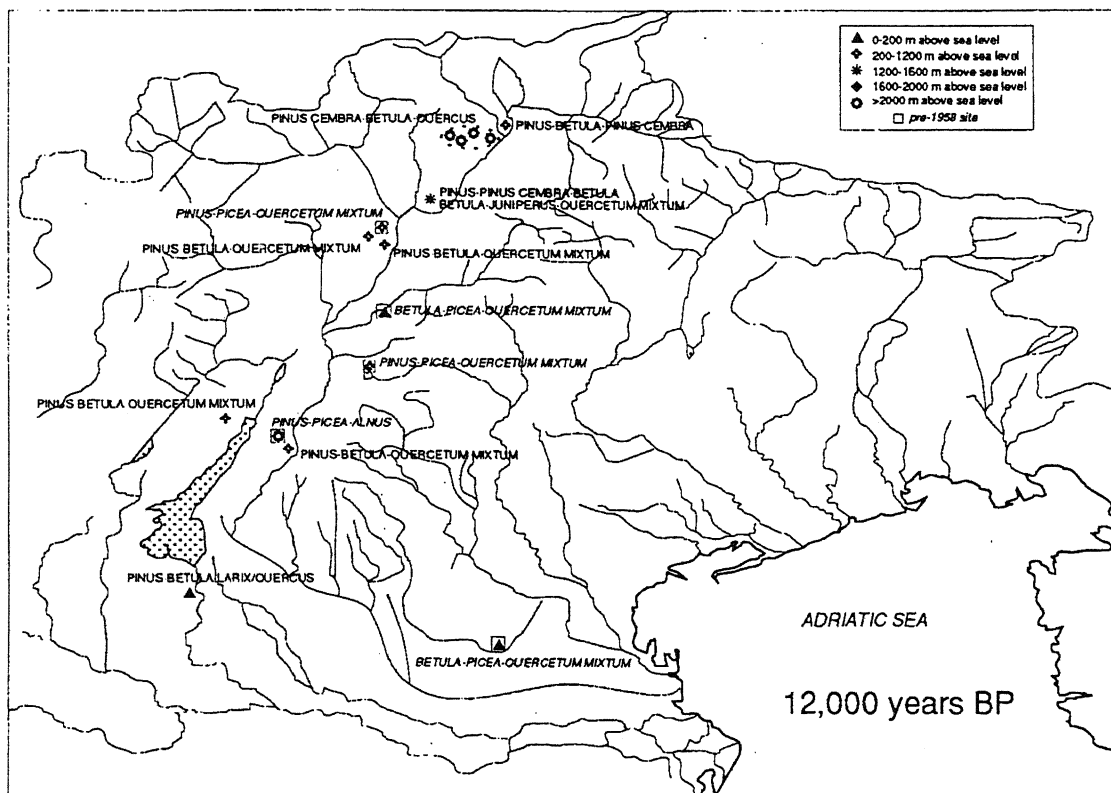 0-200 m above sea level
200-1200 m above sea level
1200-1600 m above sea level
1600-2000 m above sea level
>2000 m above sea level
pre-1958 site
PINUS CEMBRA-BETULA-QUERCUS
PINUS-BETULA-PINUS CEMBRA
PINUS-PINUS CEMBRA-BETULA
BETULA-JUNIPERUS-QUERCETUM MIXTUM
PINUS-PICEA-QUERCETUM MIXTUM
PINUS BETULA-QUERCETUM MIXTUM
PINUS BETULA-QUERCETUM MIXTUM
BETULA-PICEA-QUERCETUM MIXTUM
PINUS-PICEA-QUERCETUM MIXTUM
PINUS BETULA QUERCETUM MIXTUM
PINUS-PICEA-ALNUS
PINUS-BETULA-QUERCETUM MIXTUM
PINUS BETULA LARIX/QUERCUS
ADRIATIC SEA
BETULA-PICEA-QUERCETUM MIXTUM
12,000 years BP